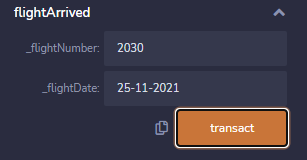 flightArrived
_flightNumber: 2030
_flightDate: 25-11-2021
transact